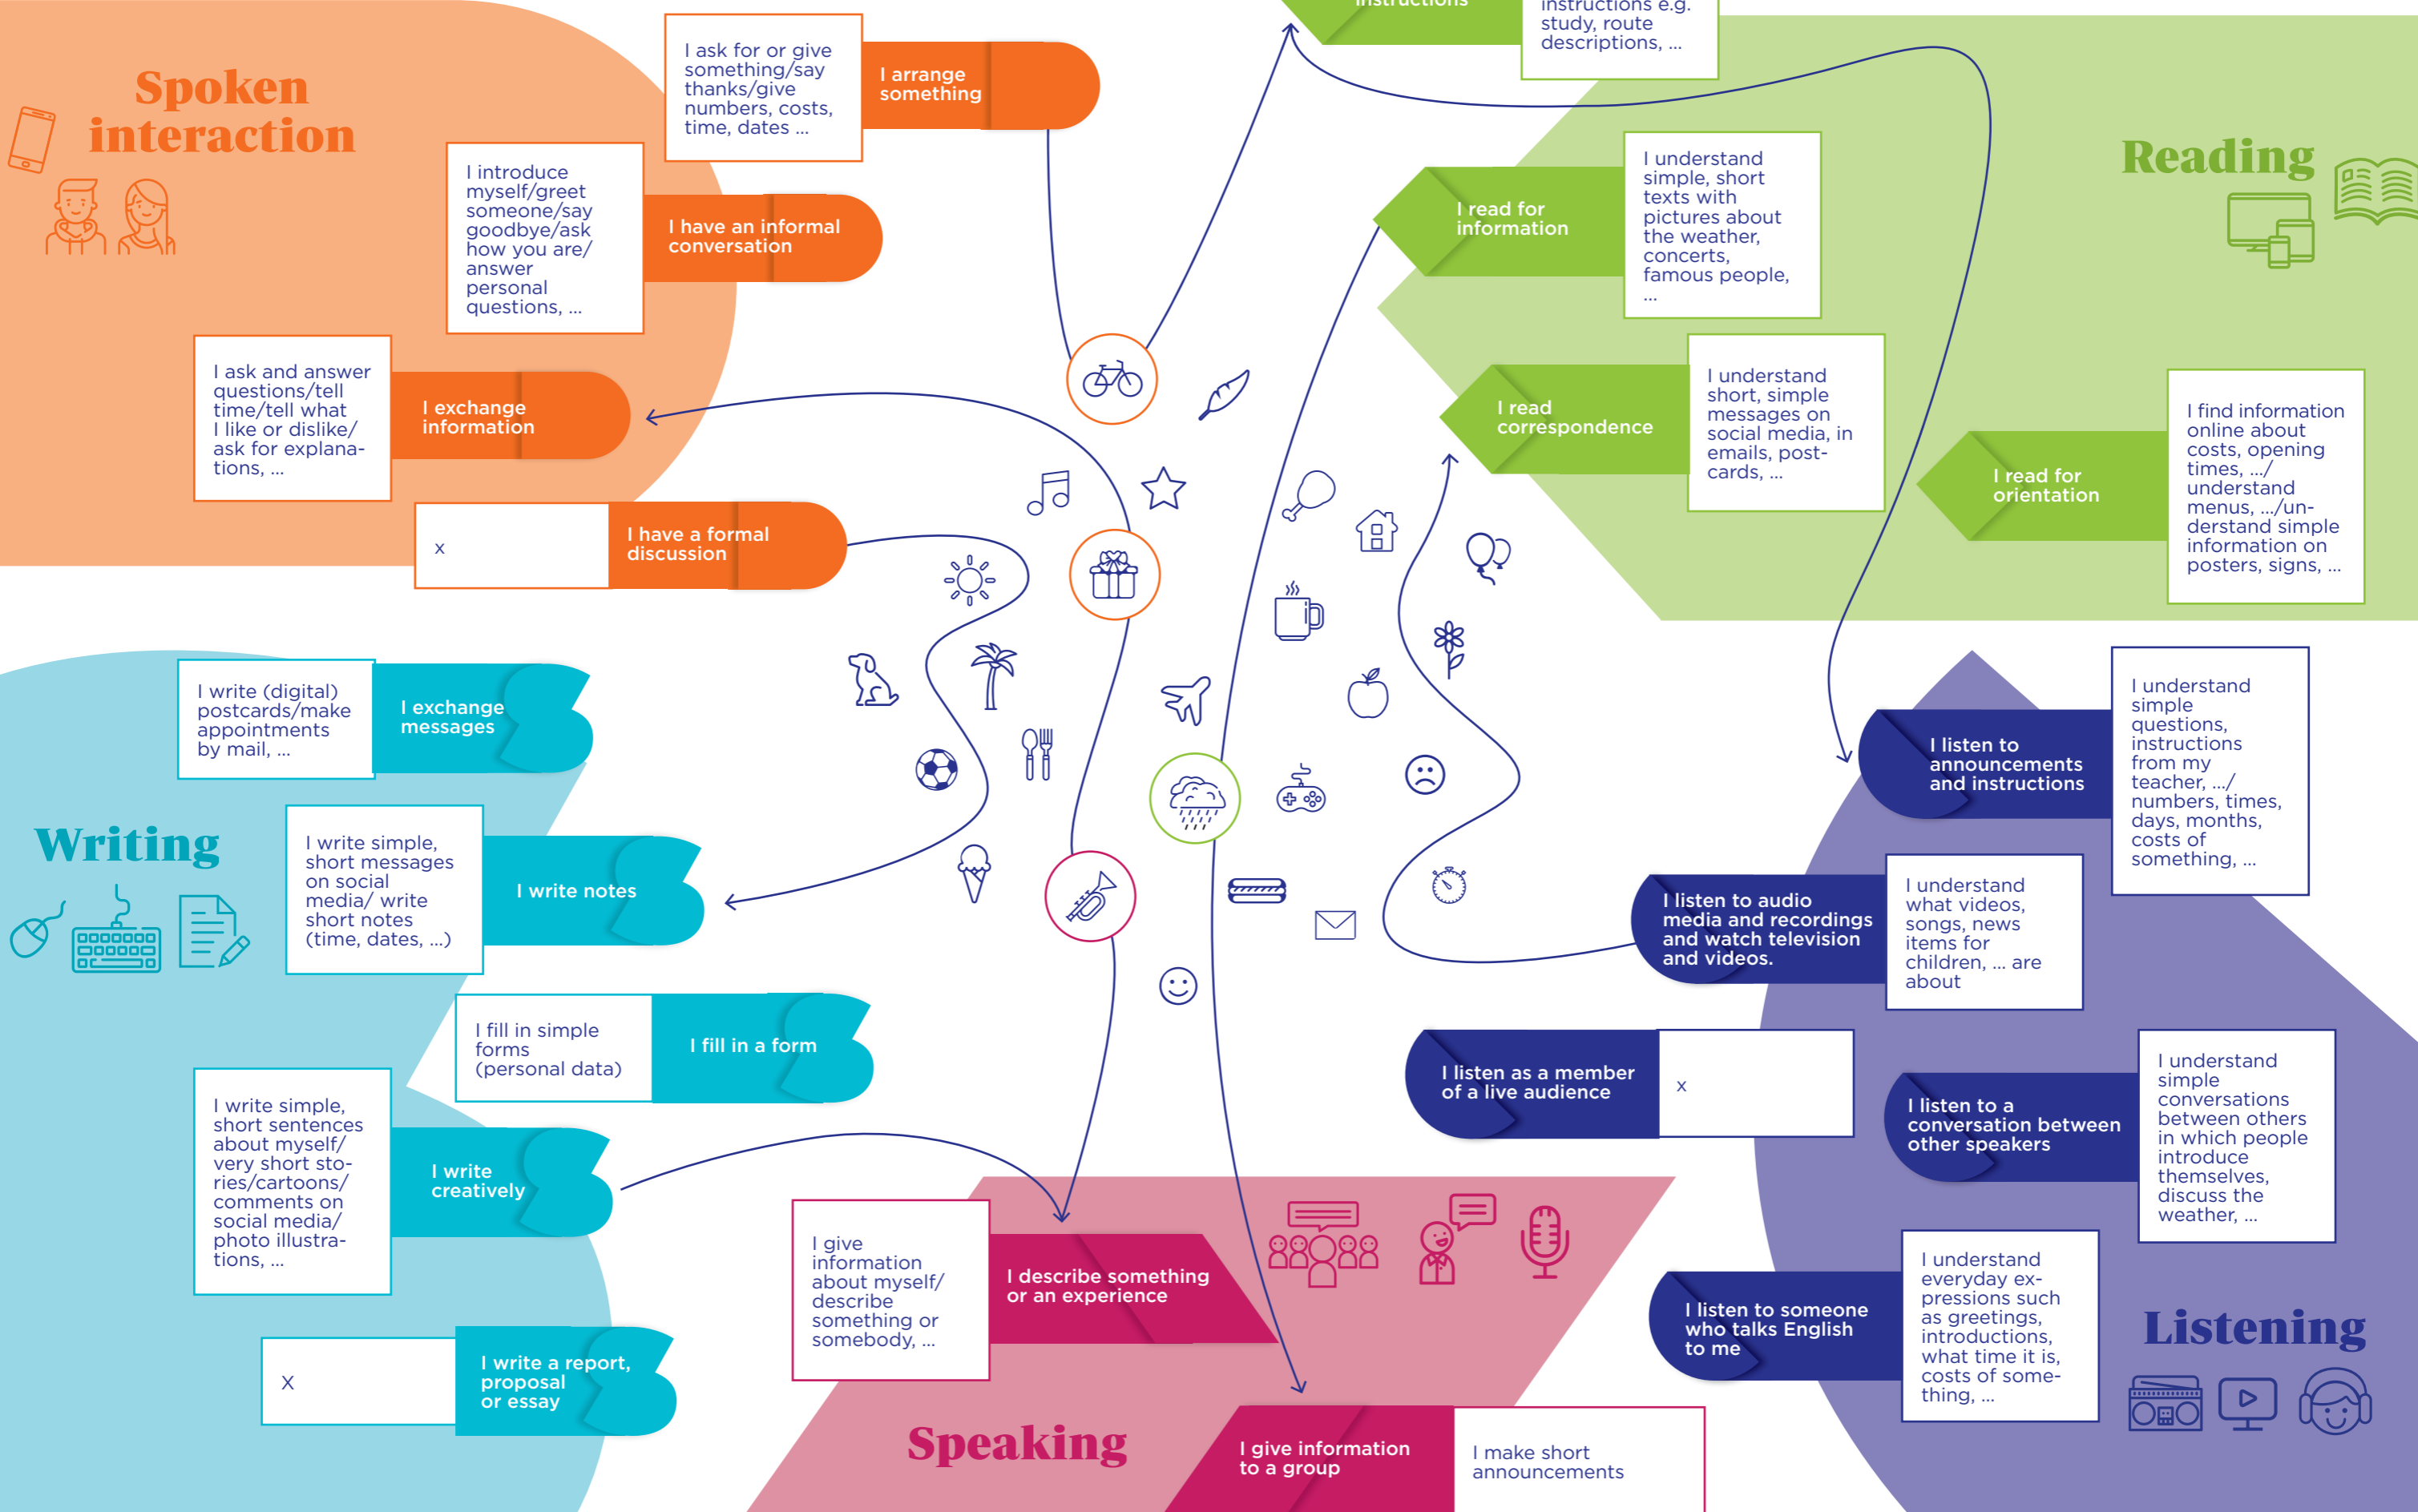 Spoken
interaction
I ask for or give
something/say
thanks/give
numbers, costs,
time, dates ...
I arrange
something
I introduce
myself/greet
someone/say
goodbye/ask
how you are/
answer
personal
questions, ...
I have an informal
conversation
I ask and answer
questions/tell
time/tell what
I like or dislike/
ask for explana-
tions, ...
I exchange
information
x
I have a formal
discussion
instructions
instructions e.g.
study, route
descriptions, ...
Reading
I read for
information
I understand
simple, short
texts with
pictures about
the weather,
concerts,
famous people,
...
I read
correspondence
I understand
short, simple
messages on
social media, in
emails, post-
cards, ...
I read for
orientation
I find information
online about
costs, opening
times, .../
understand
menus, .../un-
derstand simple
information on
posters, signs, ...
Writing
I write (digital)
postcards/make
appointments
by mail, ...
I exchange
messages
I write simple,
short messages
on social
media/ write
short notes
(time, dates, ...)
I write notes
I fill in simple
forms
(personal data)
I fill in a form
I write simple,
short sentences
about myself/
very short sto-
ries/cartoons/
comments on
social media/
photo illustra-
tions, ...
I write
creatively
X
I write a report,
proposal
or essay
I listen to
announcements
and instructions
I understand
simple
questions,
instructions
from my
teacher, .../
numbers, times,
days, months,
costs of
something, ...
I listen to audio
media and recordings
and watch television
and videos.
I understand
what videos,
songs, news
items for
children, ... are
about
I listen as a member
of a live audience
x
I listen to a
conversation between
other speakers
I understand
simple
conversations
between others
in which people
introduce
themselves,
discuss the
weather, ...
I listen to someone
who talks English
to me
I understand
everyday ex-
pressions such
as greetings,
introductions,
what time it is,
costs of some-
thing, ...
Listening
I give
information
about myself/
describe
something or
somebody, ...
I describe something
or an experience
Speaking
I give information
to a group
I make short
announcements